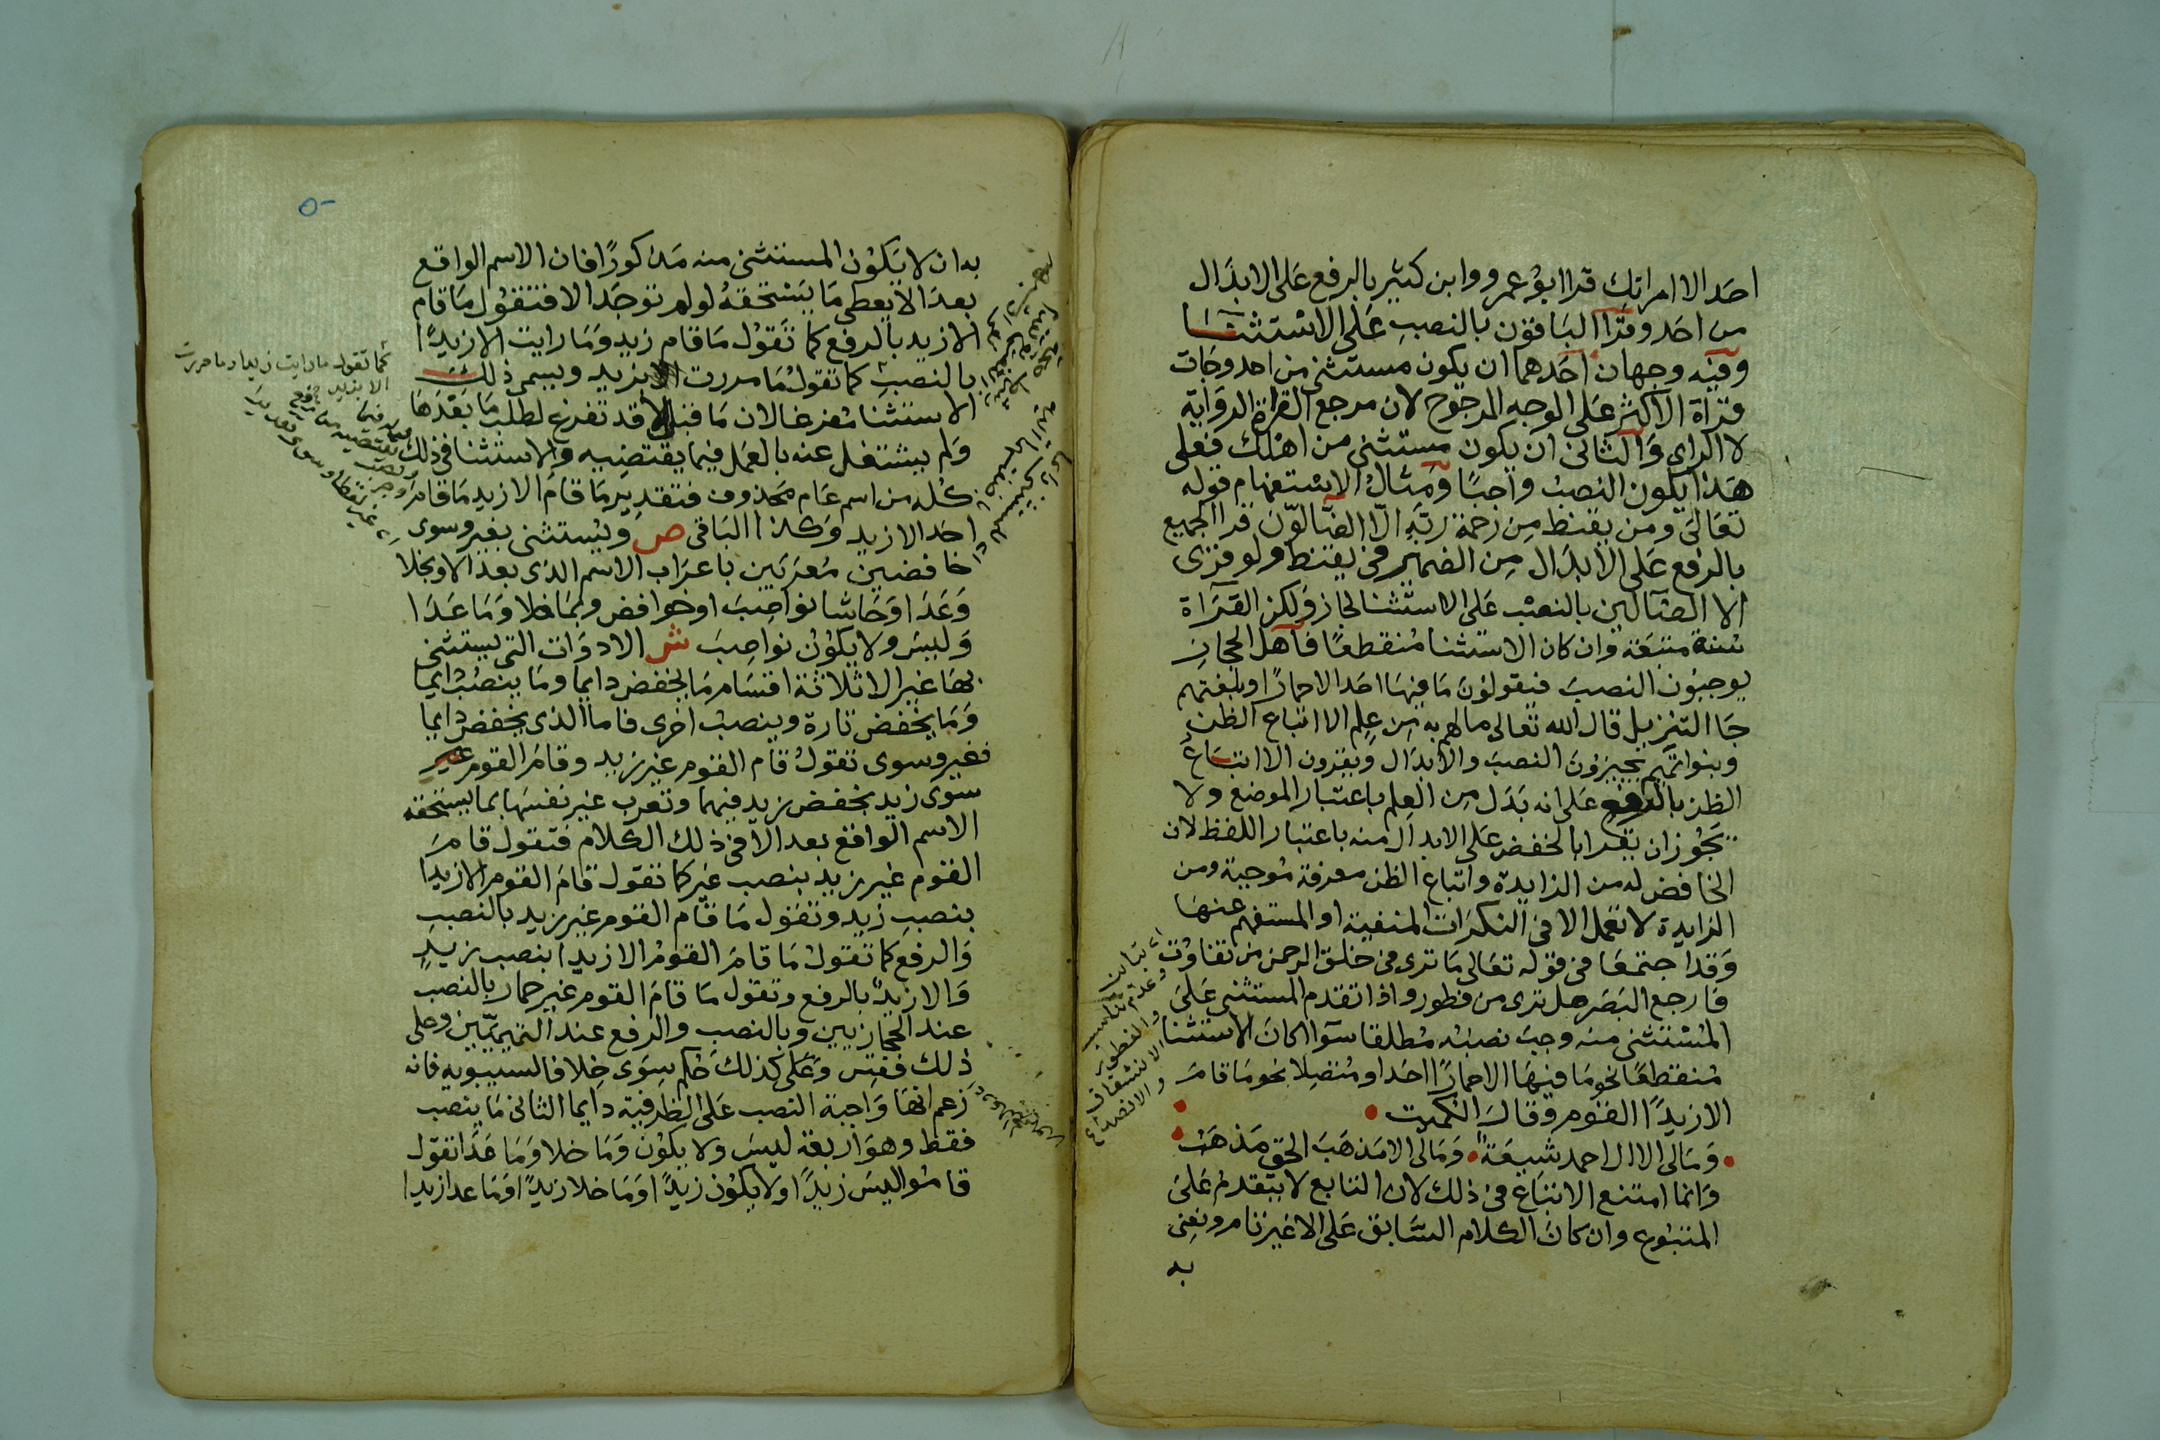 احد الا امراتك قرا ابو عمرو وابن كثير بالرفع على الابدال
من احد وقرا الباقون بالنصب على الاستثنا
وفيه وجهان احدهما ان يكون مستثنى من احد وجات
قراة الاكثر على الوجه المرجوح لان مرجع القراة الرواية
لا الراي والثاني ان يكون مستثنى من اهلك فعلى
هذا يكون النصب واجبا ومثال الاستفهام قوله
تعالى ومن يقنط من رحمة ربه الا الضالون قرا الجميع
بالرفع على الابدال من الضمير في يقنط ولو قرى
الا الضالين بالنصب على الاستثنا لجاز ولكن القراة
سنة متبعة وان كان الاستثنا منقطعا فاهل الحجاز
يوجبون النصب فيقولون ما فيها احد الا حمارا وبلغتهم
جا التنزيل قال الله تعالى ما لهم به من علم الا اتباع الظن
وبنوا تميم يجيزون النصب والابدال ويقرون الا اتباع
الظن بالرفع على انه بدل من العلم باعتبار الموضع ولا
يجوز ان يقرا بالخفض على الابدال منه باعتبار اللفظ لان
الخافض له من الزايدة واتباع الظن معرفة موجبة ومن
الزايدة لا تعمل الا في النكرات المنفية او المستفهم عنها
وقد اجتمعا في قوله تعالى ما ترى في خلق الرحمن من تفاوت
فارجع البصر هل ترى من فطور واذا تقدم المستثنى على
المستثنى منه وجب نصبه مطلقا سوا كان الاستثنا
منقطعا نحو ما فيها الا حمارا احد او متصلا نحو ما قام
الا زيدا القوم وقال الكميت
وما لي الا ال احمد شيعة وما لي الا مذهب الحق مذهب
وانما امتنع الاتباع في ذلك لان التابع لا يتقدم على
المتبوع وان كان الكلام السابق على الا غير تام ونعني
به
وعدم تناسب
والفطور
الانشقاق
والانصداع
بدان لا يكون المستثنى منه مذكورا فان الاسم الواقع
بعد الا يعطى ما يستحقه لو لم توجد الا فتقول ما قام
الا زيد بالرفع كما تقول ما قام زيد وما رايت الا زيدا
بالنصب كما تقول ما مررت الا بزيد ويسمى ذلك
الاستثنا مفرغا لان ما قبل الا قد تفرغ لطلب ما بعدها
ولم يشتغل عنه بالعمل فيما يقتضيه والاستثنا في ذلك
كله من اسم عام محذوف فتقدير ما قام الا زيد ما قام
احد الا زيد وكذا الباقي ص ويستثنى بغير وسوى
خافضين معربين باعراب الاسم الذي بعد الا وبخلا
وعدا وحاشا نواصب او خوافض وبما خلا وما عدا
وليس ولا يكون نواصب ش الادوات التي يستثنى
بها غير الا ثلاثة اقسام ما يخفض دايما وما ينصب دايما
وما يخفض تارة وينصب اخرى فاما الذي يخفض دايما
فغير وسوى تقول قام القوم غير زيد وقام القوم غير
سوى زيد بخفض زيد فيهما وتعرب غير نفسها بما يستحقه
الاسم الواقع بعد الا في ذلك الكلام فتقول قام
القوم غير زيد بنصب غير كما تقول قام القوم الا زيدا
بنصب زيد وتقول ما قام القوم غير زيد بالنصب
والرفع كما تقول ما قام القوم الا زيدا بنصب زيد
والا زيد بالرفع وتقول ما قام القوم غير حمار بالنصب
عند الحجازيين وبالنصب والرفع عند التميميين وعلى
ذلك فقس وعلى كذلك حكم سوى خلافا لسيبويه فانه
زعم انها واجبة النصب على الظرفية دايما الثاني ما ينصب
فقط وهو اربعة ليس ولا يكون وما خلا وما عدا تقول
قاموا ليس زيدا ولا يكون زيدا وما خلا زيدا وما عدا زيدا
كما تقول ما رايت زيدا وما مررت
الا بزيد